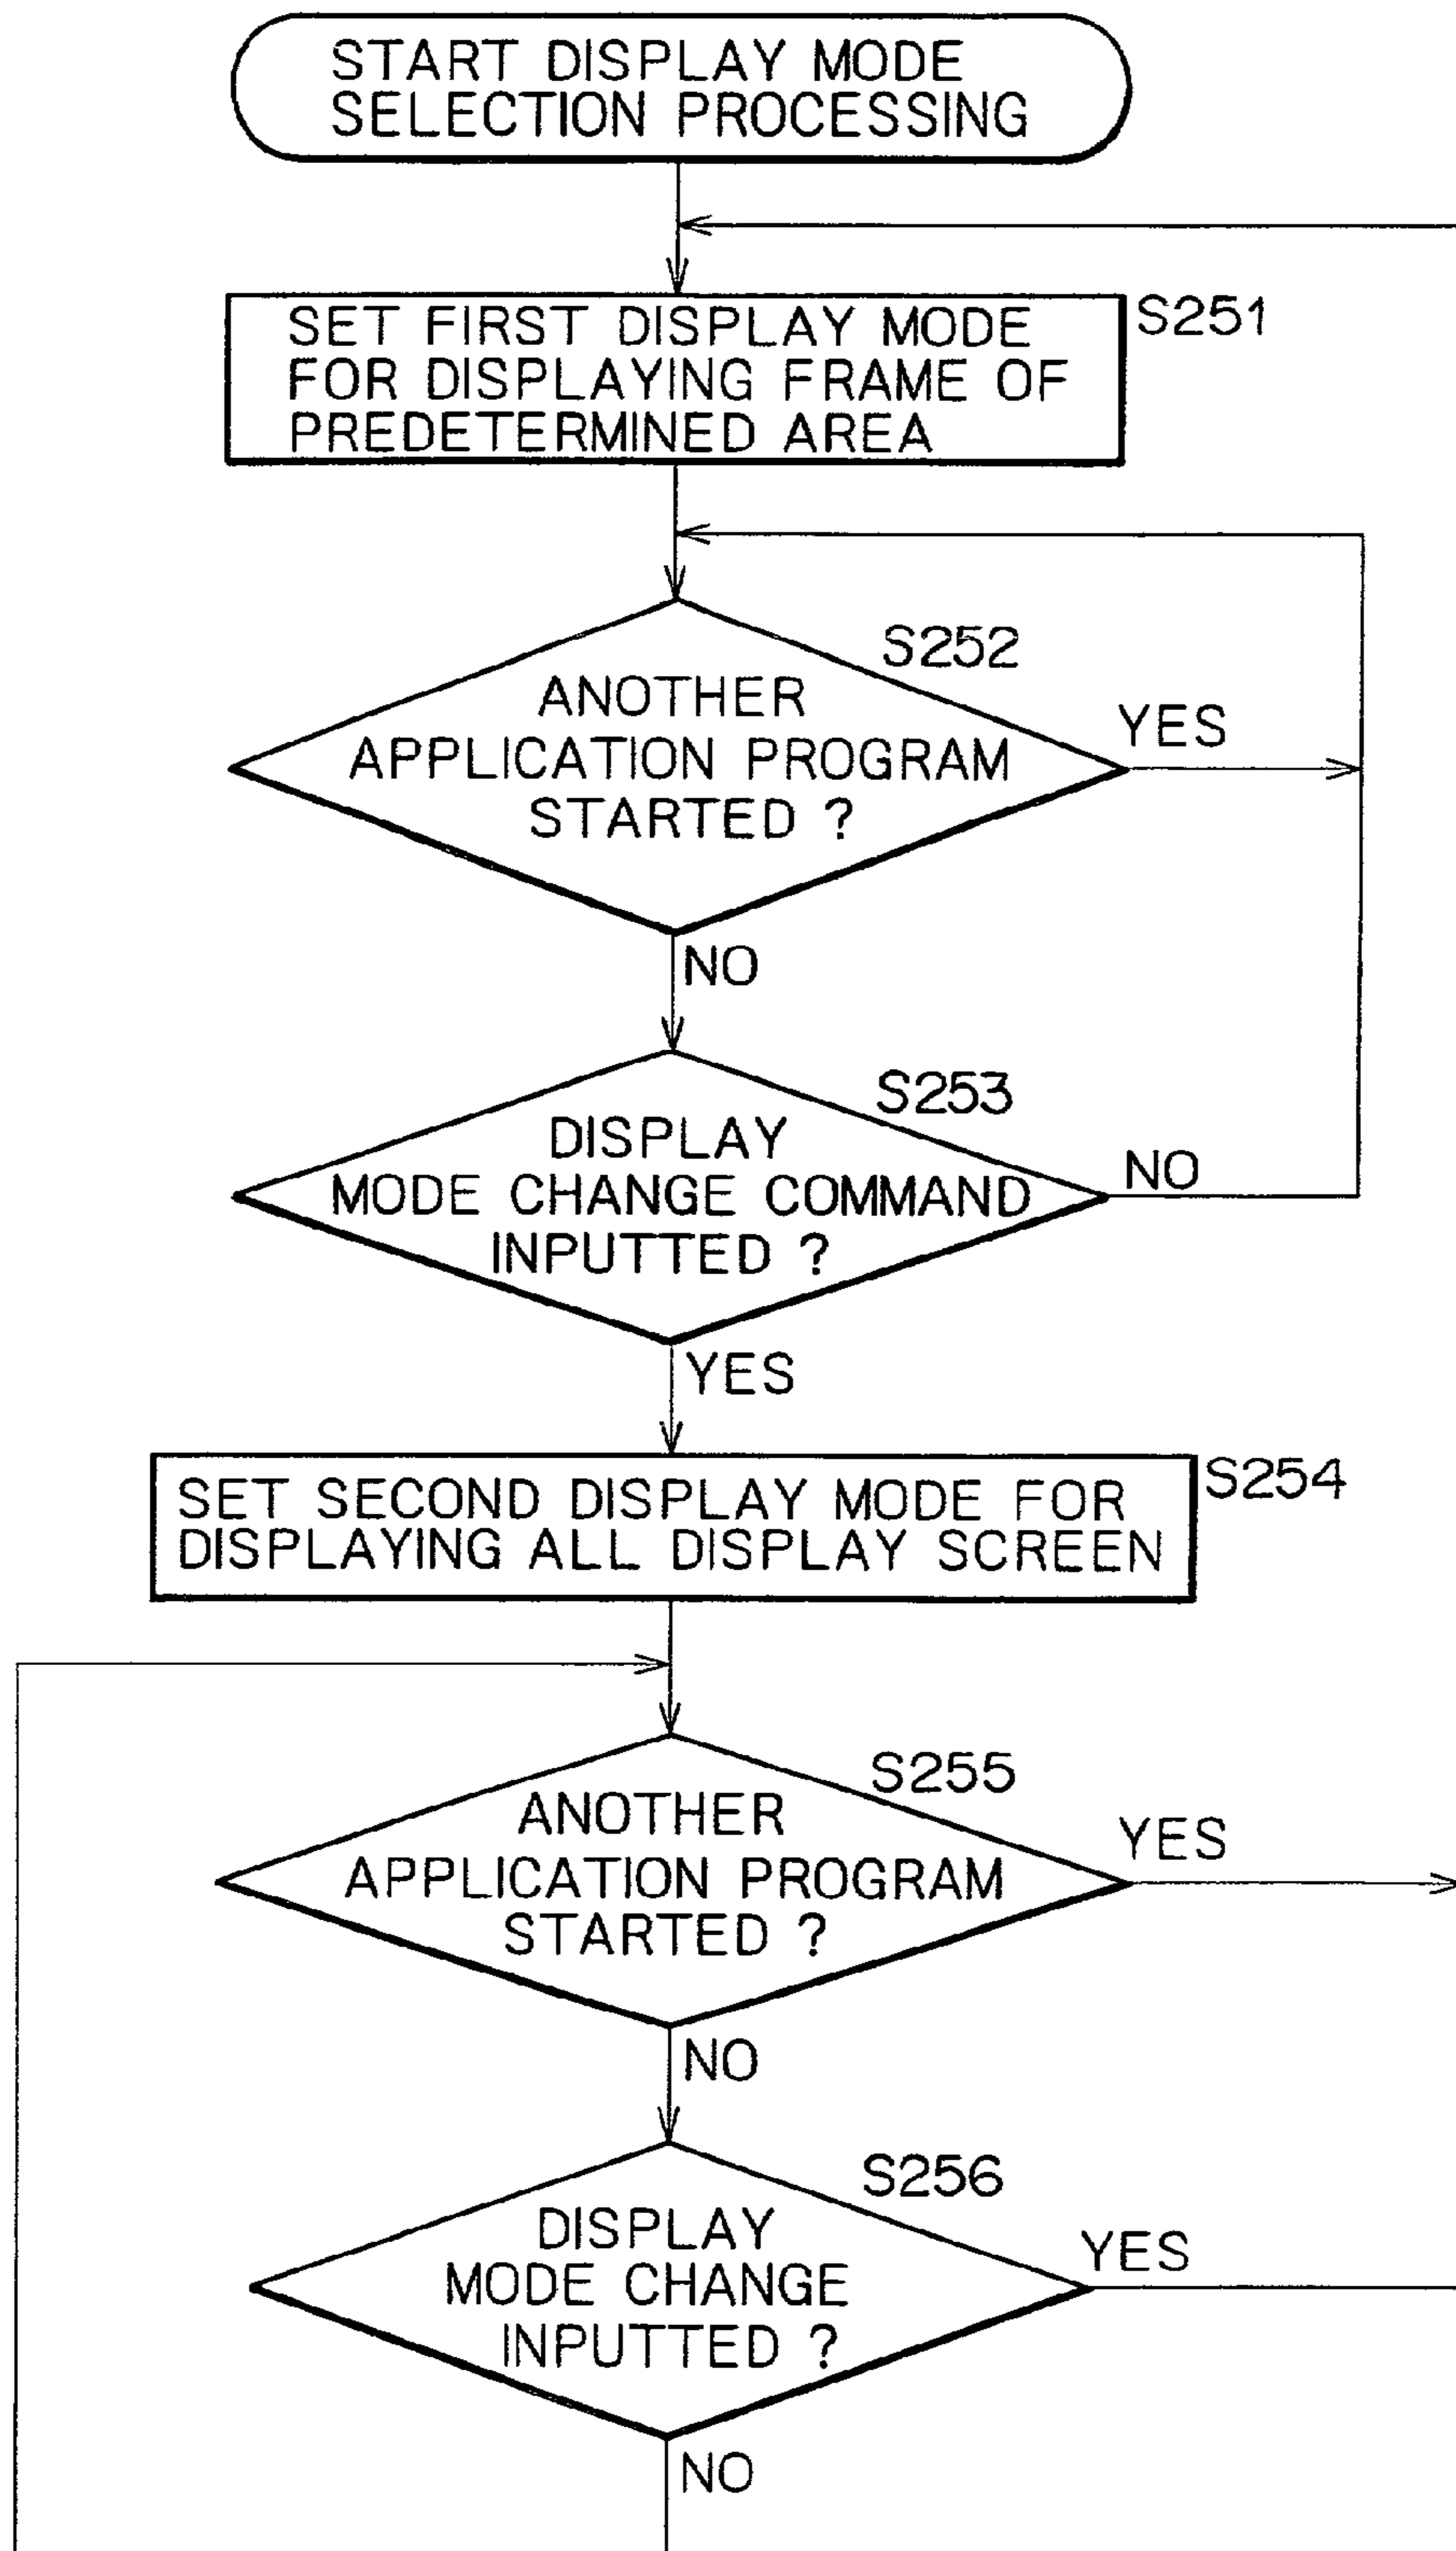 START DISPLAY MODE
SELECTION PROCESSING
SET FIRST DISPLAY MODE
FOR DISPLAYING FRAME OF
PREDETERMINED AREA
S251
S252
ANOTHER
APPLICATION PROGRAM
STARTED ?
YES
NO
S253
DISPLAY
MODE CHANGE COMMAND
INPUTTED ?
NO
YES
SET SECOND DISPLAY MODE FOR
DISPLAYING ALL DISPLAY SCREEN
S254
S255
ANOTHER
APPLICATION PROGRAM
STARTED ?
YES
NO
S256
DISPLAY
MODE CHANGE
INPUTTED ?
YES
NO